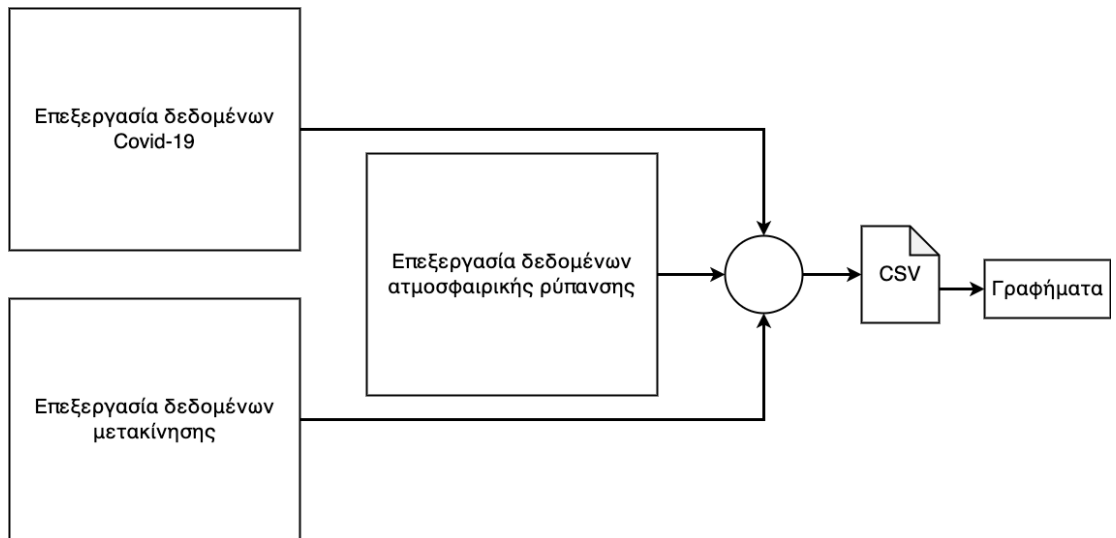 Επεξεργασία δεδομένων
Covid-19
Επεξεργασία δεδομένων
ατμοσφαιρικής ρύπανσης
Επεξεργασία δεδομένων
μετακίνησης
CSV
Γραφήματα